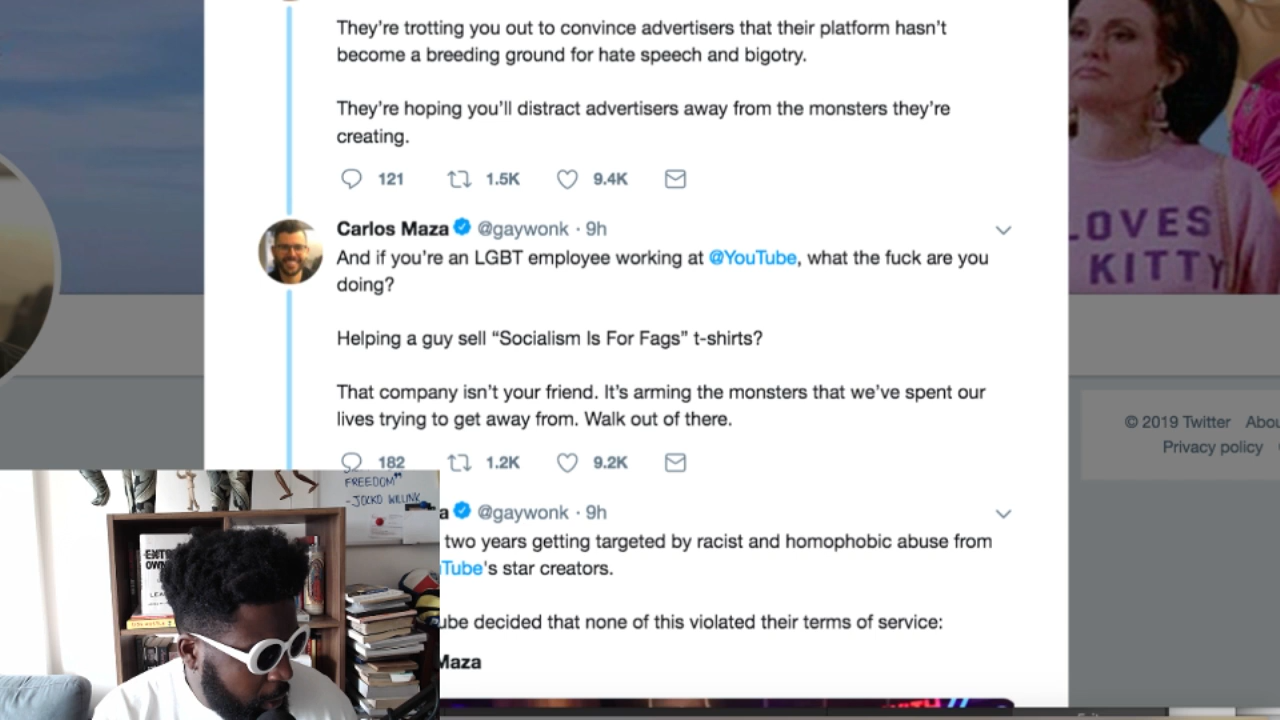 They're trotting you out to convince advertisers that their platform hasn't
become a breeding ground for hate speech and bigotry.
They're hoping you'll distract advertisers away from the monsters they're
creating.
121 1.5K 9.4K
Carlos Maza @gaywonk · 9h
And if you're an LGBT employee working at @YouTube, what the fuck are you
doing?
Helping a guy sell “Socialism Is For Fags” t-shirts?
That company isn't your friend. It's arming the monsters that we've spent our
lives trying to get away from. Walk out of there.
182 1.2K 9.2K
a @gaywonk · 9h
two years getting targeted by racist and homophobic abuse from
Tube's star creators.
ube decided that none of this violated their terms of service:
Maza
LOVES
KITTY
© 2019 Twitter Abou
Privacy policy
FREEDOM"
-JOCKO WILLINK
EXT
OWN
LEA